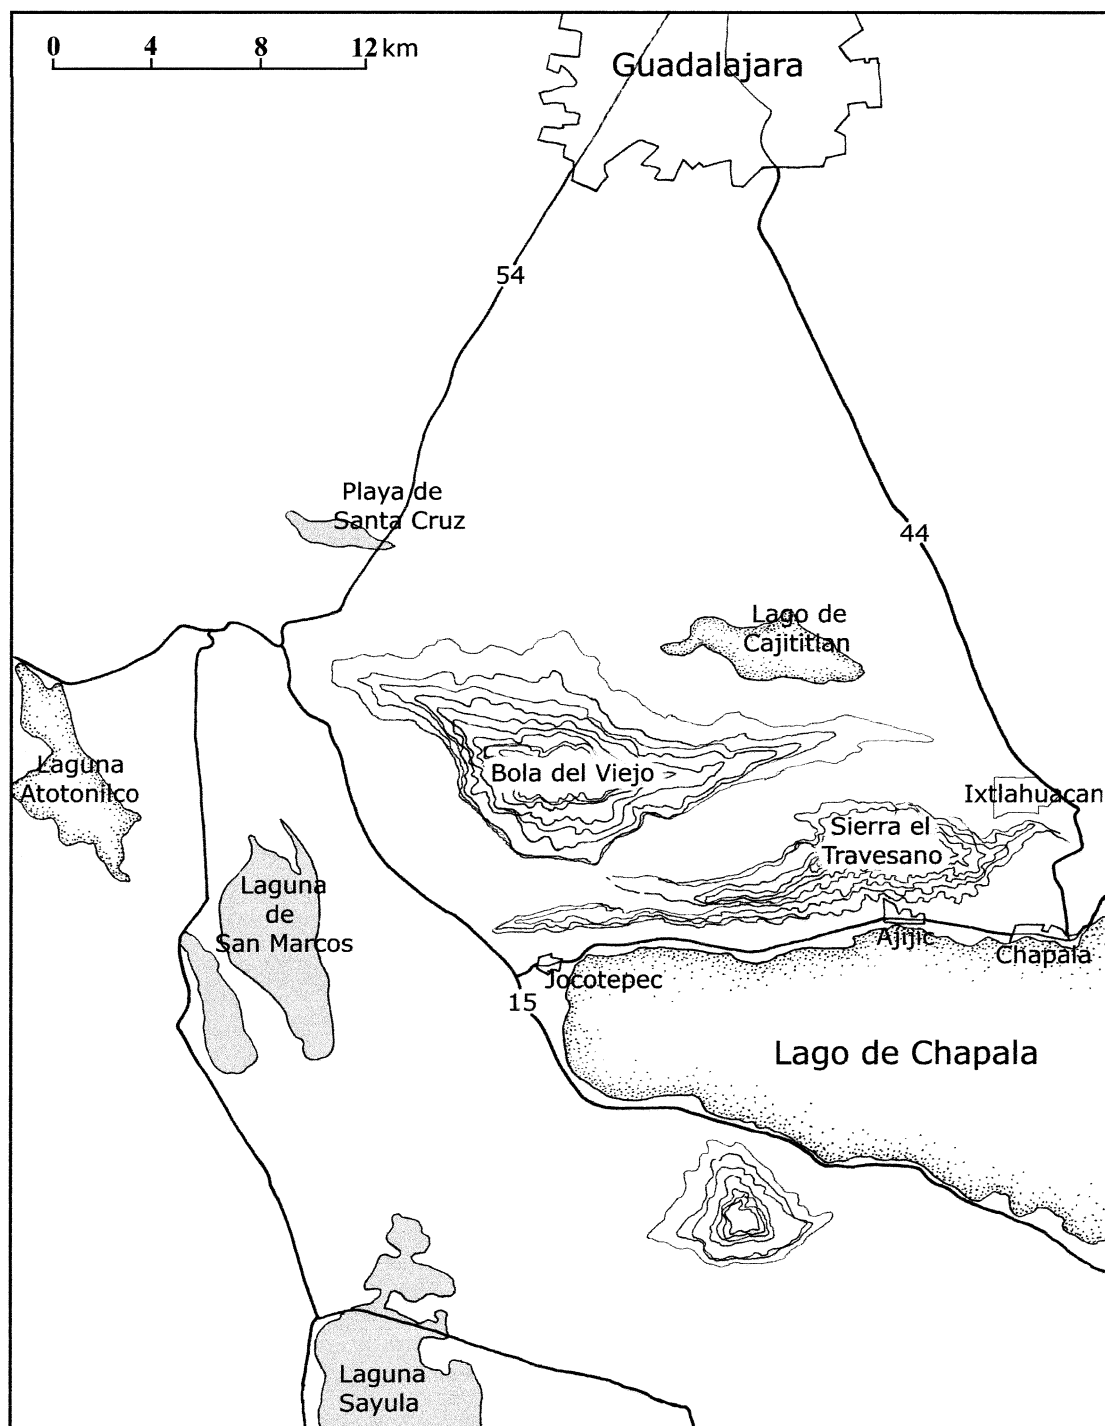 0 4 8 12 km
Guadalajara
54
Playa de
Santa Cruz
44
Lago de
Cajititlan
Laguna
Atotonilco
Bola del Viejo
Ixtlahuacan
Sierra el
Travesano
Laguna
de
San Marcos
Ajijic
Chapala
Jocotepec
15
Lago de Chapala
Laguna
Sayula